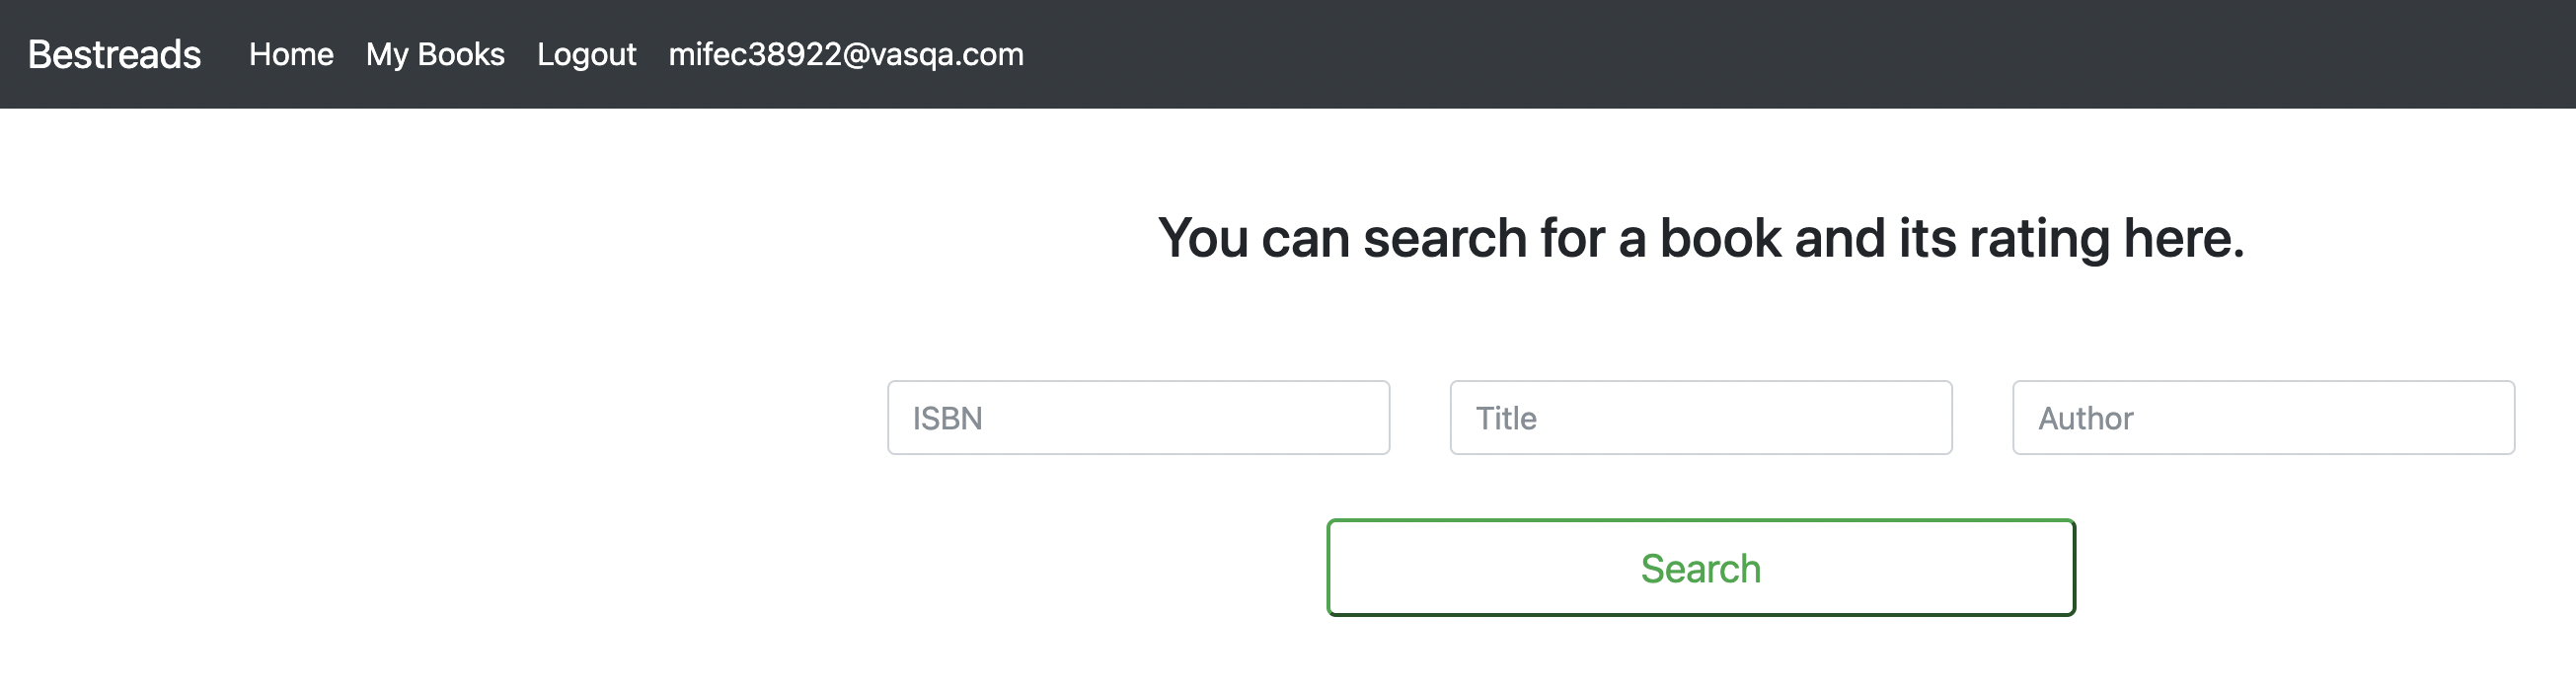 Bestreads Home My Books Logout mifec38922@vasqa.com
You can search for a book and its rating here.
ISBN Title Author
Search